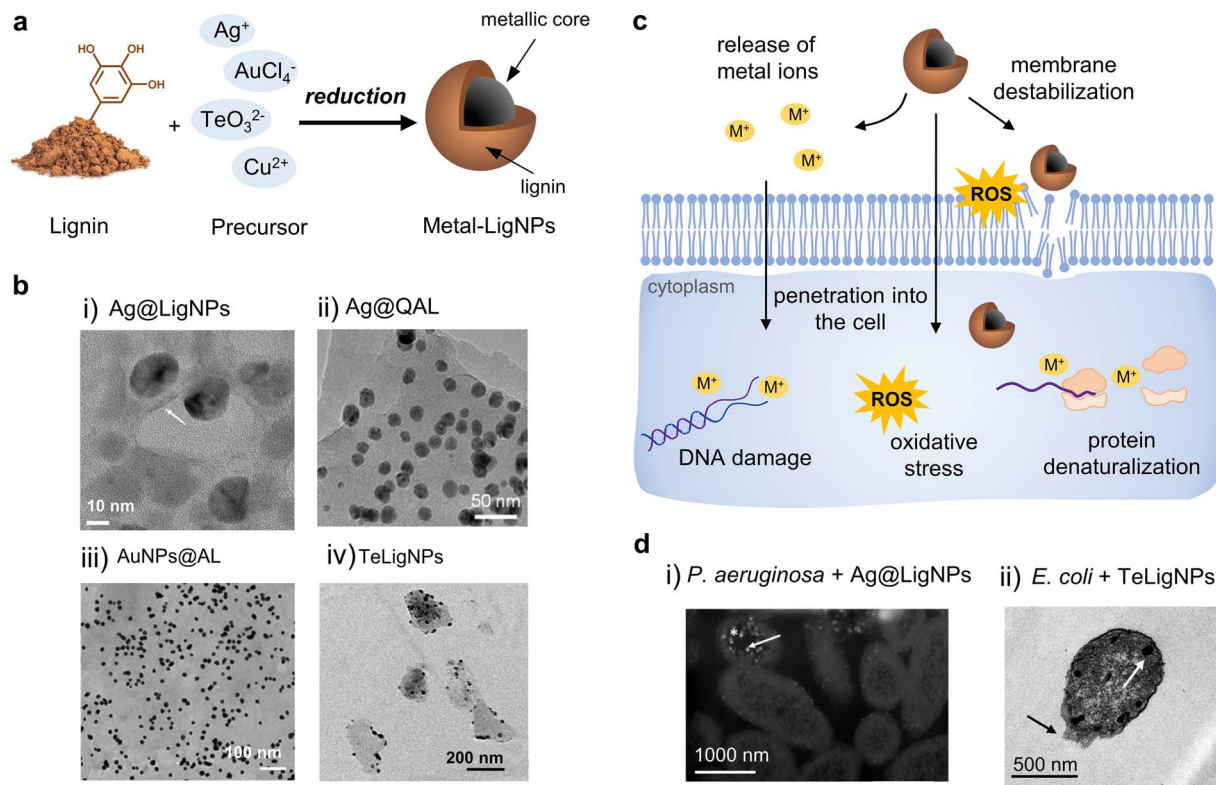 a
HO
OH
HO
OH
Ag⁺
AuCl₄⁻
TeO₃²⁻
Cu²⁺
+
reduction
metallic core
lignin
Lignin
Precursor
Metal-LigNPs
b
i) Ag@LigNPs
10 nm
ii) Ag@QAL
50 nm
iii) AuNPs@AL
100 nm
iv) TeLigNPs
200 nm
c
release of
metal ions
membrane
destabilization
M⁺
M⁺
M⁺
ROS
cytoplasm
penetration into
the cell
M⁺
M⁺
DNA damage
ROS
oxidative
stress
M⁺
M⁺
protein
denaturalization
d
i) P. aeruginosa + Ag@LigNPs
*
1000 nm
ii) E. coli + TeLigNPs
500 nm